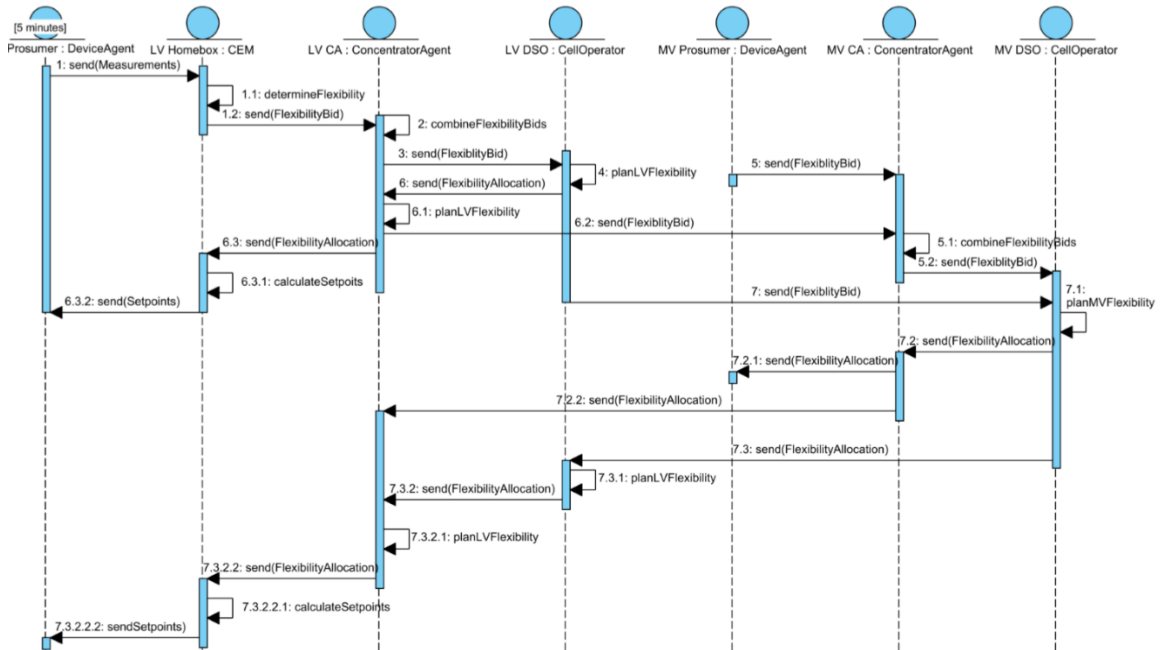 [5 minutes]
Prosumer : DeviceAgent
LV Homebox : CEM
LV CA : ConcentratorAgent
LV DSO : CellOperator
MV Prosumer : DeviceAgent
MV CA : ConcentratorAgent
MV DSO : CellOperator
1: send(Measurements)
1.1: determineFlexibility
1.2: send(FlexibilityBid)
2: combineFlexibilityBids
3: send(FlexiblityBid)
4: planLVFlexibility
5: send(FlexiblityBid)
6: send(FlexibilityAllocation)
6.1: planLVFlexibility
6.2: send(FlexiblityBid)
6.3: send(FlexibilityAllocation)
5.1: combineFlexibilityBids
5.2: send(FlexiblityBid)
6.3.1: calculateSetpoits
6.3.2: send(Setpoints)
7: send(FlexiblityBid)
7.1:
planMVFlexibility
7.2: send(FlexibilityAllocation)
7.2.1: send(FlexibilityAllocation)
7.2.2: send(FlexibilityAllocation)
7.3: send(FlexibilityAllocation)
7.3.1: planLVFlexibility
7.3.2: send(FlexibilityAllocation)
7.3.2.1: planLVFlexibility
7.3.2.2: send(FlexibilityAllocation)
7.3.2.2.1: calculateSetpoints
7.3.2.2.2: sendSetpoints)